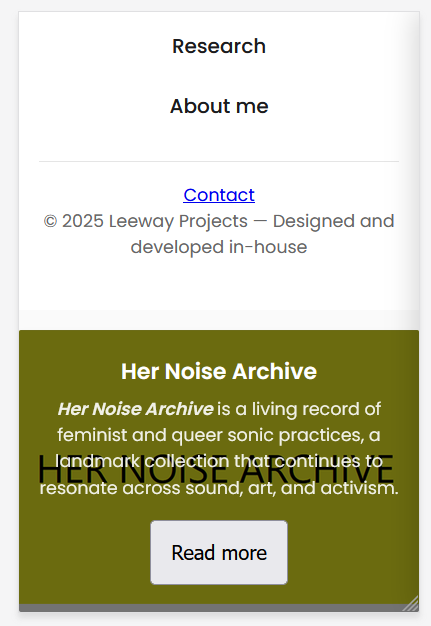 Research
About me
Contact
© 2025 Leeway Projects — Designed and
developed in-house
Her Noise Archive
Her Noise Archive is a living record of
feminist and queer sonic practices, a
landmark collection that continues to
HER NOISE ARCHIVE
resonate across sound, art, and activism.
Read more